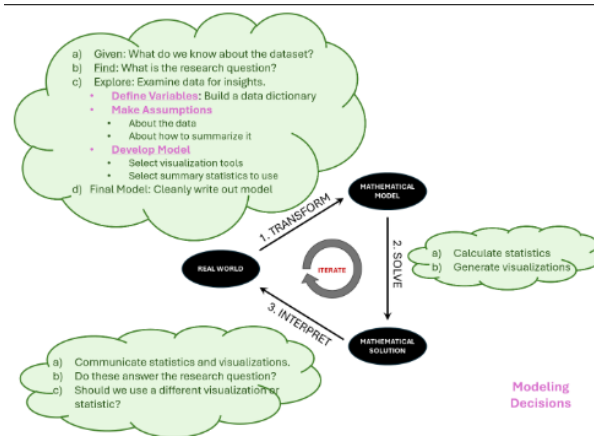 a) Given: What do we know about the dataset?
b) Find: What is the research question?
c) Explore: Examine data for insights.
• Define Variables: Build a data dictionary
• Make Assumptions
• About the data
• About how to summarize it
• Develop Model
• Select visualization tools
• Select summary statistics to use
d) Final Model: Cleanly write out model
MATHEMATICAL
MODEL
1. TRANSFORM
2. SOLVE
a) Calculate statistics
b) Generate visualizations
REAL WORLD
ITERATE
3. INTERPRET
MATHEMATICAL
SOLUTION
a) Communicate statistics and visualizations.
b) Do these answer the research question?
c) Should we use a different visualization or
statistic?
Modeling
Decisions